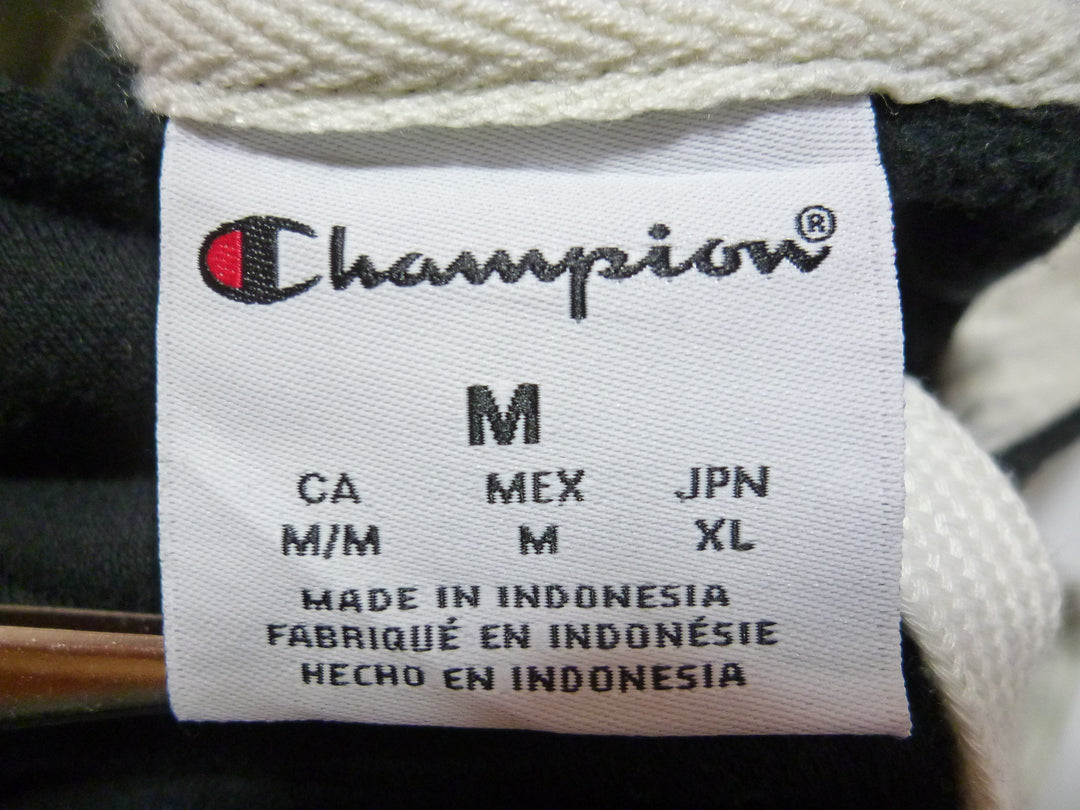 Champion®
M
CA MEX JPN
M/M M XL
MADE IN INDONESIA
FABRIQUÉ EN INDONÉSIE
HECHO EN INDONESIA